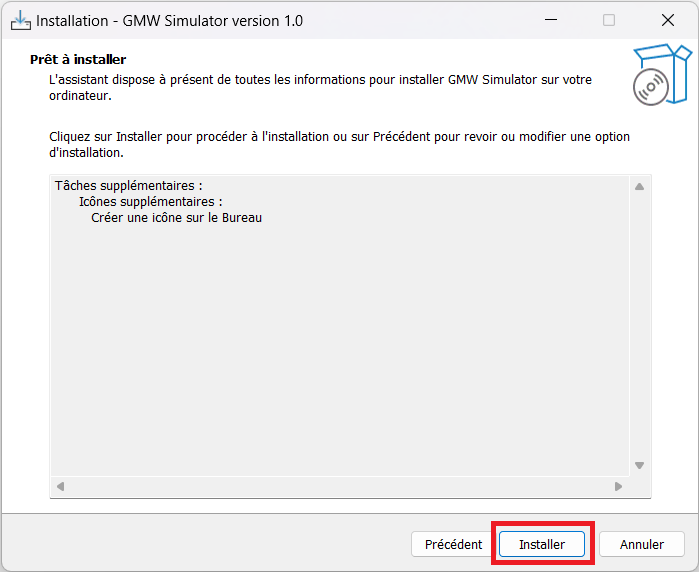 Installation - GMW Simulator version 1.0
Prêt à installer
L'assistant dispose à présent de toutes les informations pour installer GMW Simulator sur votre
ordinateur.
Cliquez sur Installer pour procéder à l'installation ou sur Précédent pour revoir ou modifier une option
d'installation.
Tâches supplémentaires :
Icônes supplémentaires :
Créer une icône sur le Bureau
Précédent
Installer
Annuler